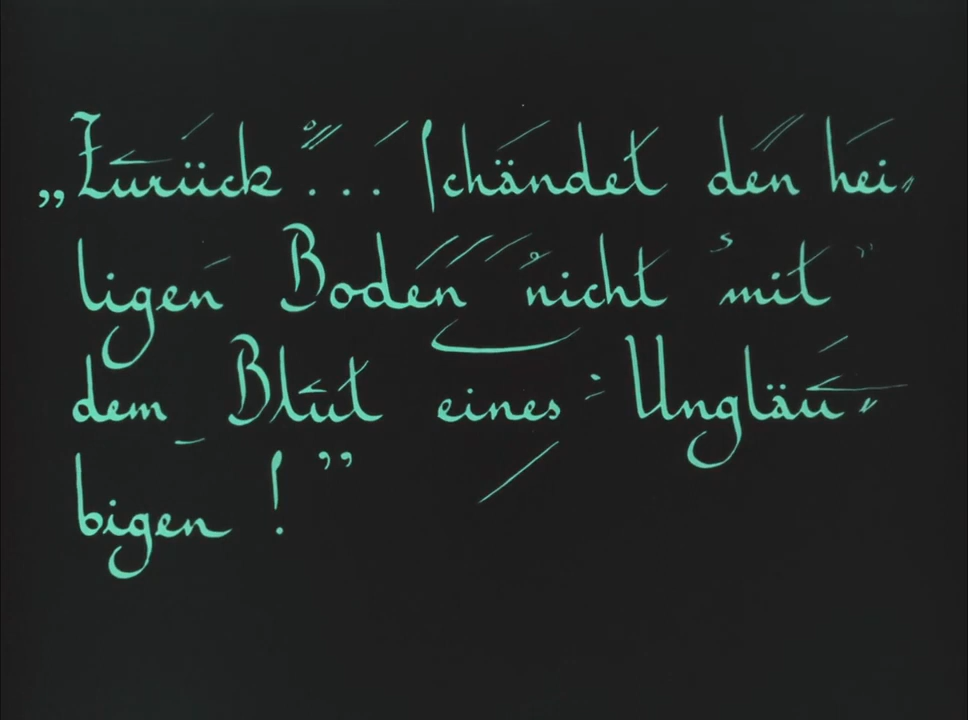 „Zurück... schändet den hei-
ligen Boden nicht mit
dem Blut eines Ungläu-
bigen!”